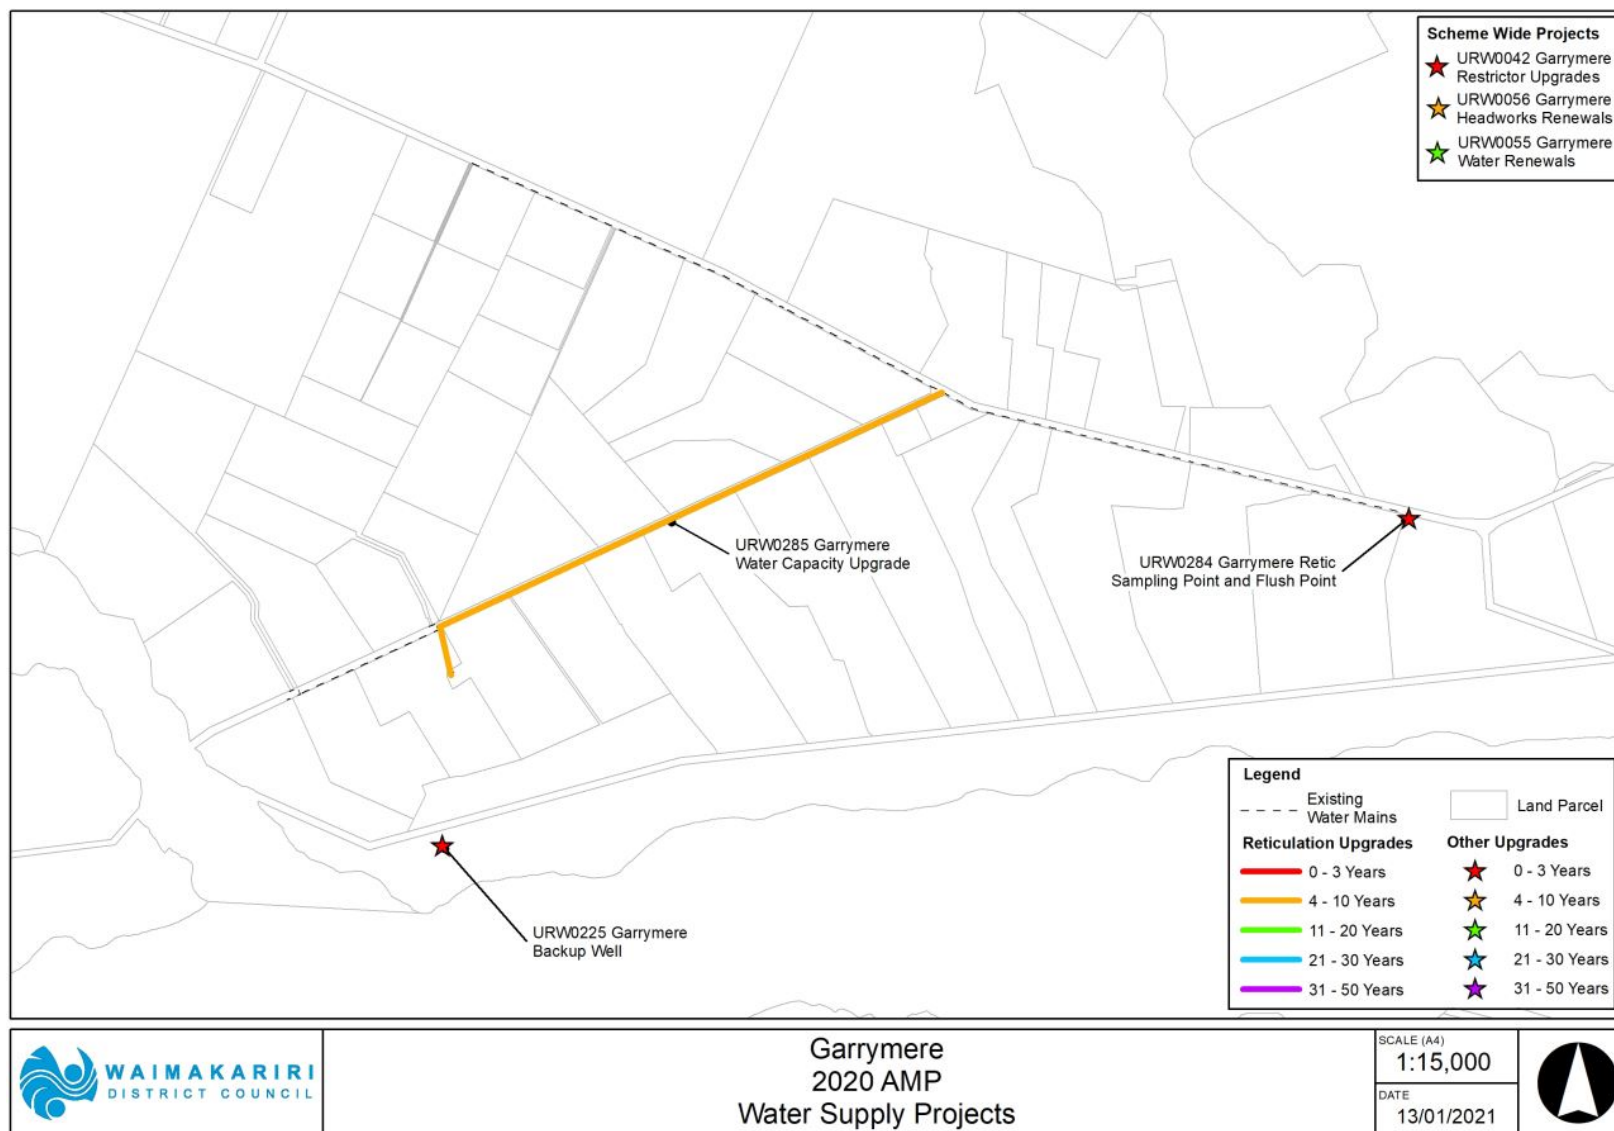 Scheme Wide Projects
URW0042 Garrymere
Restrictor Upgrades
URW0056 Garrymere
Headworks Renewals
URW0055 Garrymere
Water Renewals
URW0285 Garrymere
Water Capacity Upgrade
URW0284 Garrymere Retic
Sampling Point and Flush Point
URW0225 Garrymere
Backup Well
Legend
Existing
Water Mains
Land Parcel
Reticulation Upgrades
0 - 3 Years
4 - 10 Years
11 - 20 Years
21 - 30 Years
31 - 50 Years
Other Upgrades
0 - 3 Years
4 - 10 Years
11 - 20 Years
21 - 30 Years
31 - 50 Years
WAIMAKARIRI
DISTRICT COUNCIL
Garrymere
2020 AMP
Water Supply Projects
SCALE (A4)
1:15,000
DATE
13/01/2021